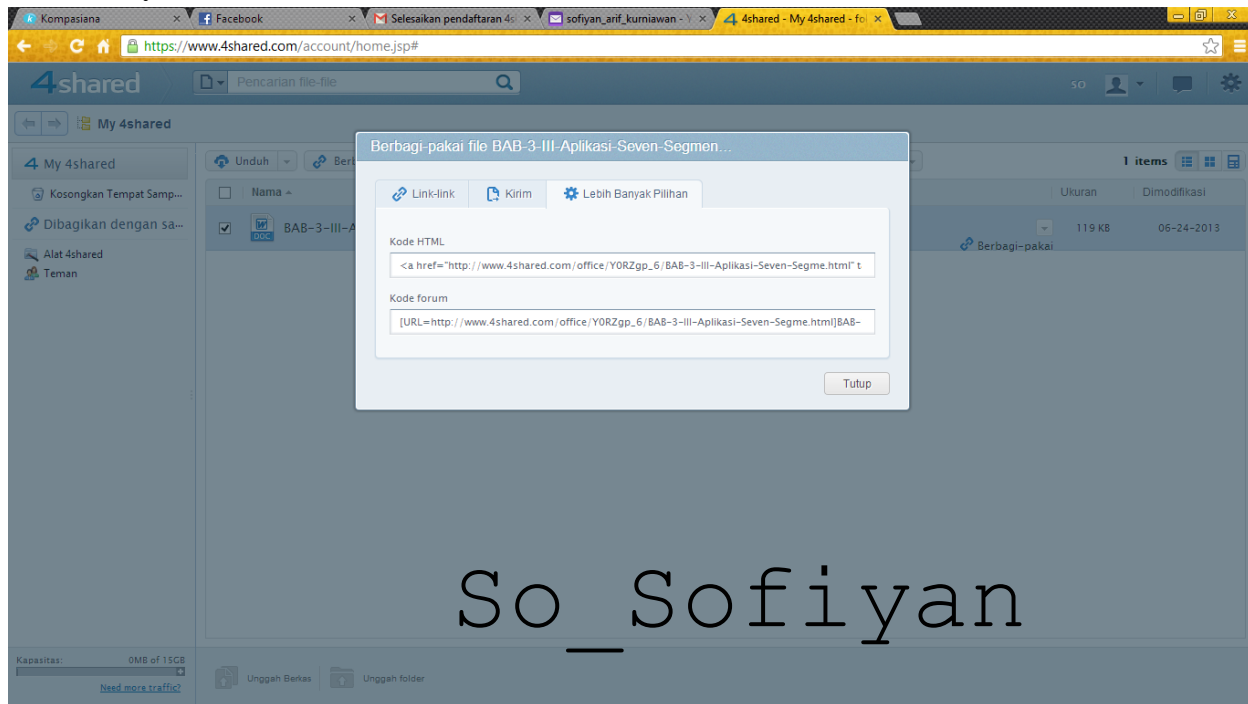 Kompasiana
Facebook
Selesaikan pendaftaran 4s
sofiyan_arif_kurniawan - Y
4shared - My 4shared - fo
https://www.4shared.com/account/home.jsp#
4shared
Pencarian file-file
so
My 4shared
4 My 4shared
Kosongkan Tempat Samp...
Dibagikan dengan sa...
Alat 4shared
Teman
Unduh
Berb
1 items
Nama
Ukuran
Dimodifikasi
DOC
BAB-3-III-A
Berbagi-pakai
119 KB
06-24-2013
Berbagi-pakai file BAB-3-III-Aplikasi-Seven-Segmen...
Link-link
Kirim
Lebih Banyak Pilihan
Kode HTML
<a href="http://www.4shared.com/office/Y0RZgp_6/BAB-3-III-Aplikasi-Seven-Segme.html" t
Kode forum
[URL=http://www.4shared.com/office/Y0RZgp_6/BAB-3-III-Aplikasi-Seven-Segme.html]BAB-
Tutup
So_Sofiyan
Kapasitas:
0MB of 15GB
Need more traffic?
Unggah Berkas
Unggah folder